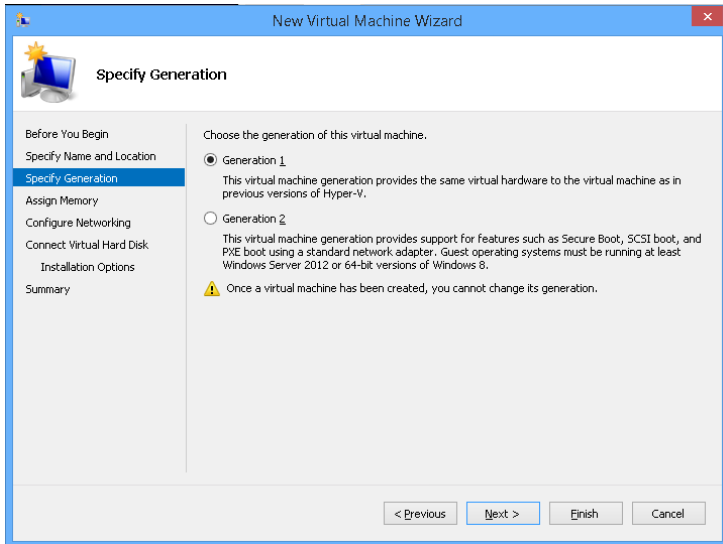 New Virtual Machine Wizard
Specify Generation
Before You Begin
Specify Name and Location
Specify Generation
Assign Memory
Configure Networking
Connect Virtual Hard Disk
Installation Options
Summary
Choose the generation of this virtual machine.
Generation 1
This virtual machine generation provides the same virtual hardware to the virtual machine as in
previous versions of Hyper-V.
Generation 2
This virtual machine generation provides support for features such as Secure Boot, SCSI boot, and
PXE boot using a standard network adapter. Guest operating systems must be running at least
Windows Server 2012 or 64-bit versions of Windows 8.
Once a virtual machine has been created, you cannot change its generation.
< Previous
Next >
Finish
Cancel